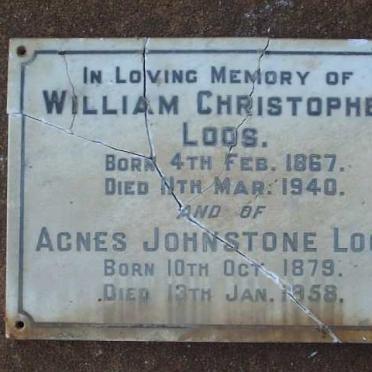 In Loving Memory of
William Christophe
Loos.
Born 4th Feb. 1867.
Died 11th Mar. 1940.
and of
Agnes Johnstone Loo
Born 10th Oct. 1879.
Died 13th Jan. 1958.